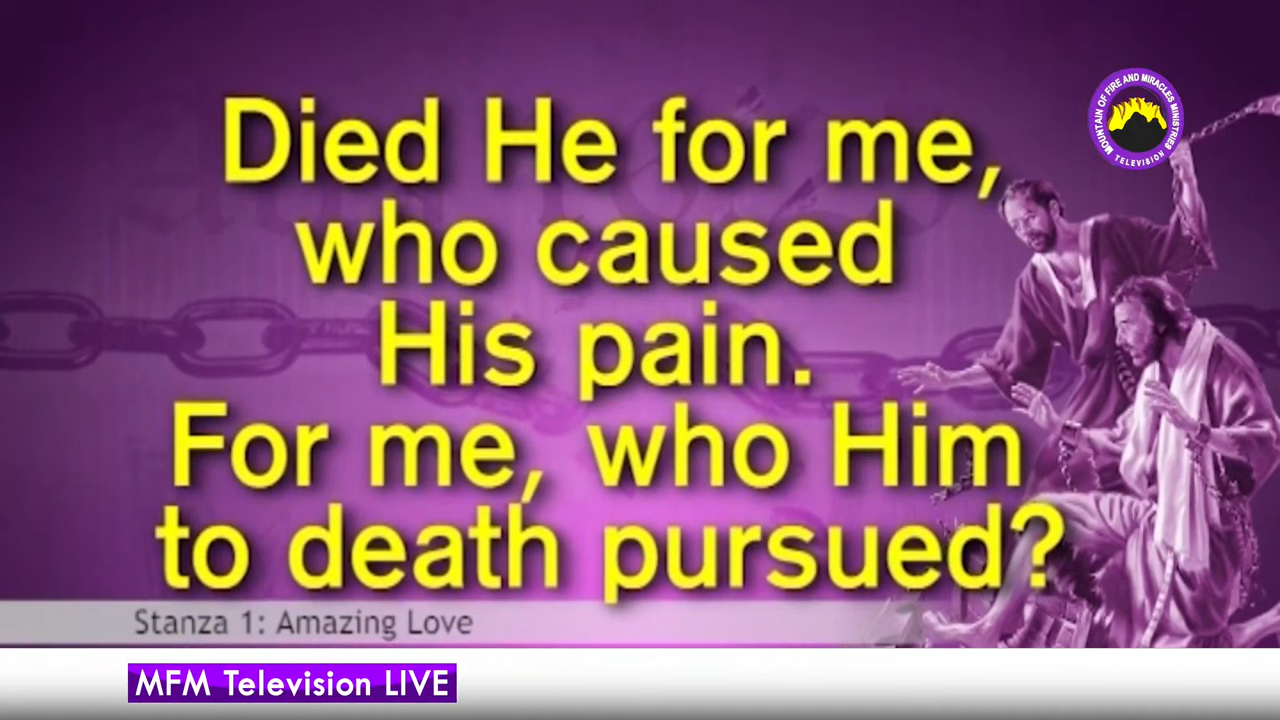 Died He for me,
who caused
His pain.
For me, who Him
to death pursued?
Stanza 1: Amazing Love
MFM Television LIVE
MOUNTAIN OF FIRE AND MIRACLES MINISTRIES
TELEVISION